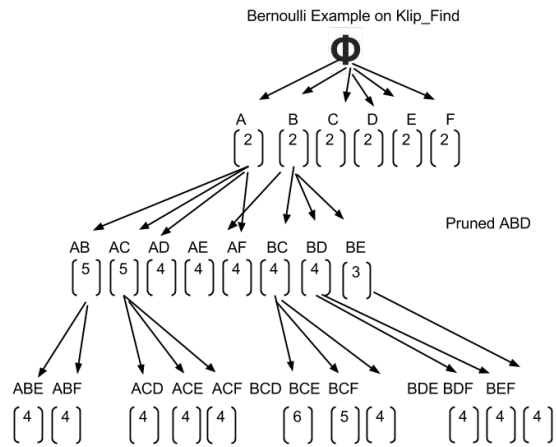 Bernoulli Example on Klip_Find
Φ
A B C D E F
2 2 2 2 2 2
Pruned ABD
AB AC AD AE AF BC BD BE
5 5 4 4 4 4 4 3
ABE ABF ACD ACE ACF BCD BCE BCF BDE BDF BEF
4 4 4 4 4 6 5 4 4 4 4